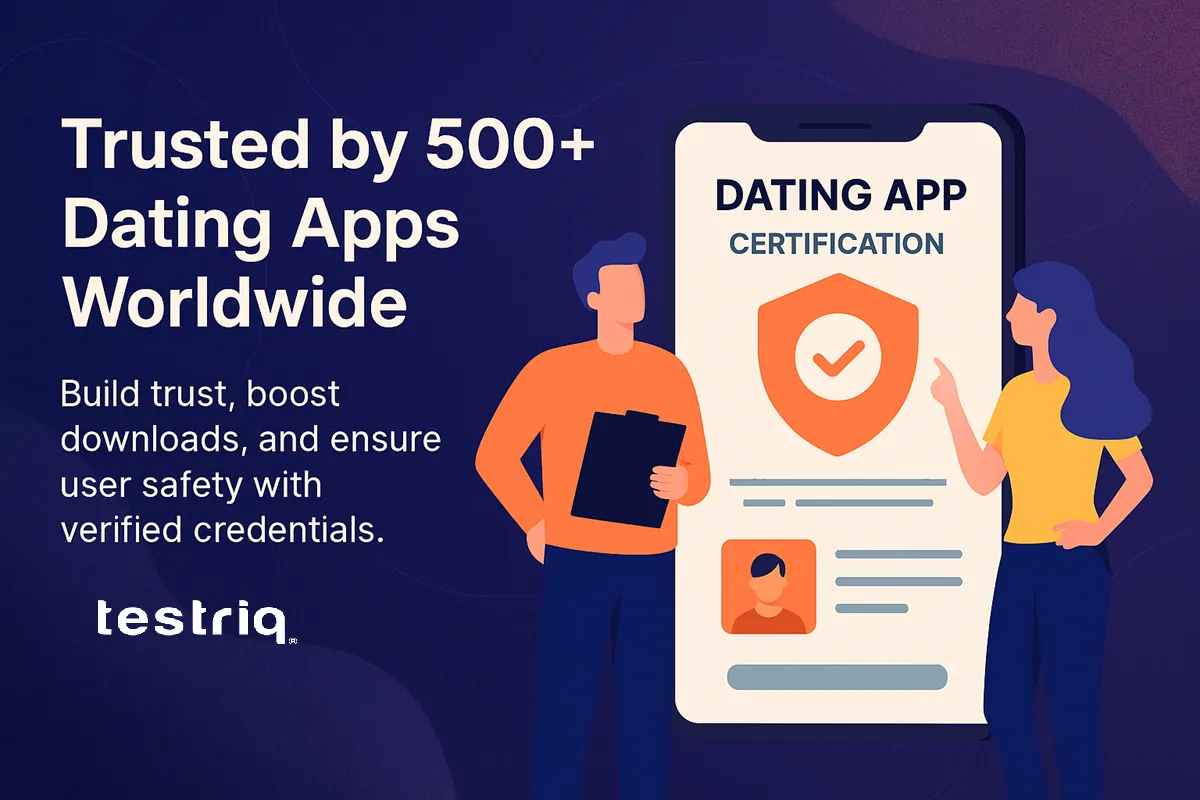 Trusted by 500+
Dating Apps
Worldwide
Build trust, boost
downloads, and ensure
user safety with
verified credentials.
testriq®
DATING APP
CERTIFICATION